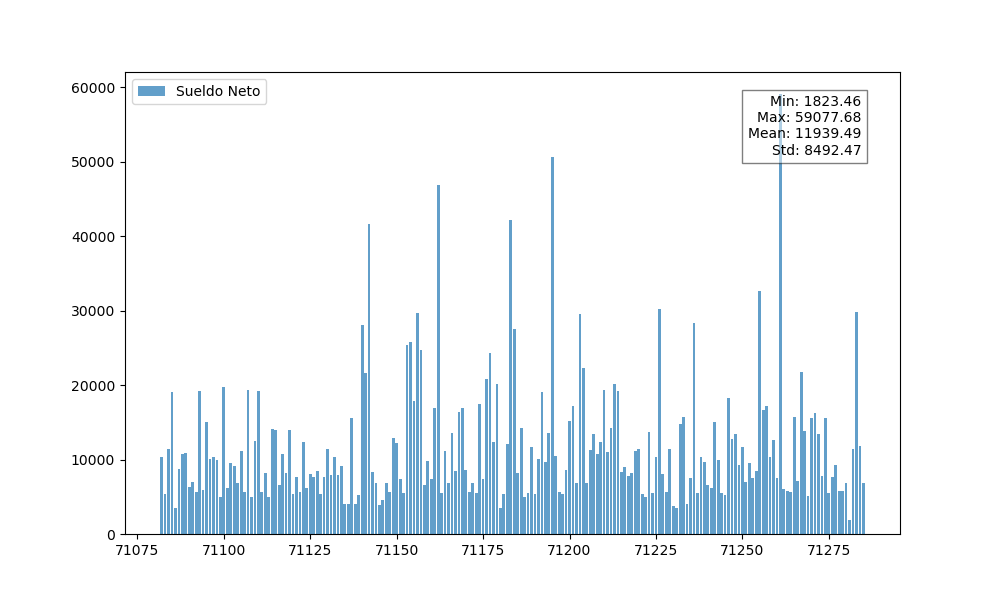 Sueldo Neto
Min: 1823.46
Max: 59077.68
Mean: 11939.49
Std: 8492.47
60000
50000
40000
30000
20000
10000
0
71075 71100 71125 71150 71175 71200 71225 71250 71275